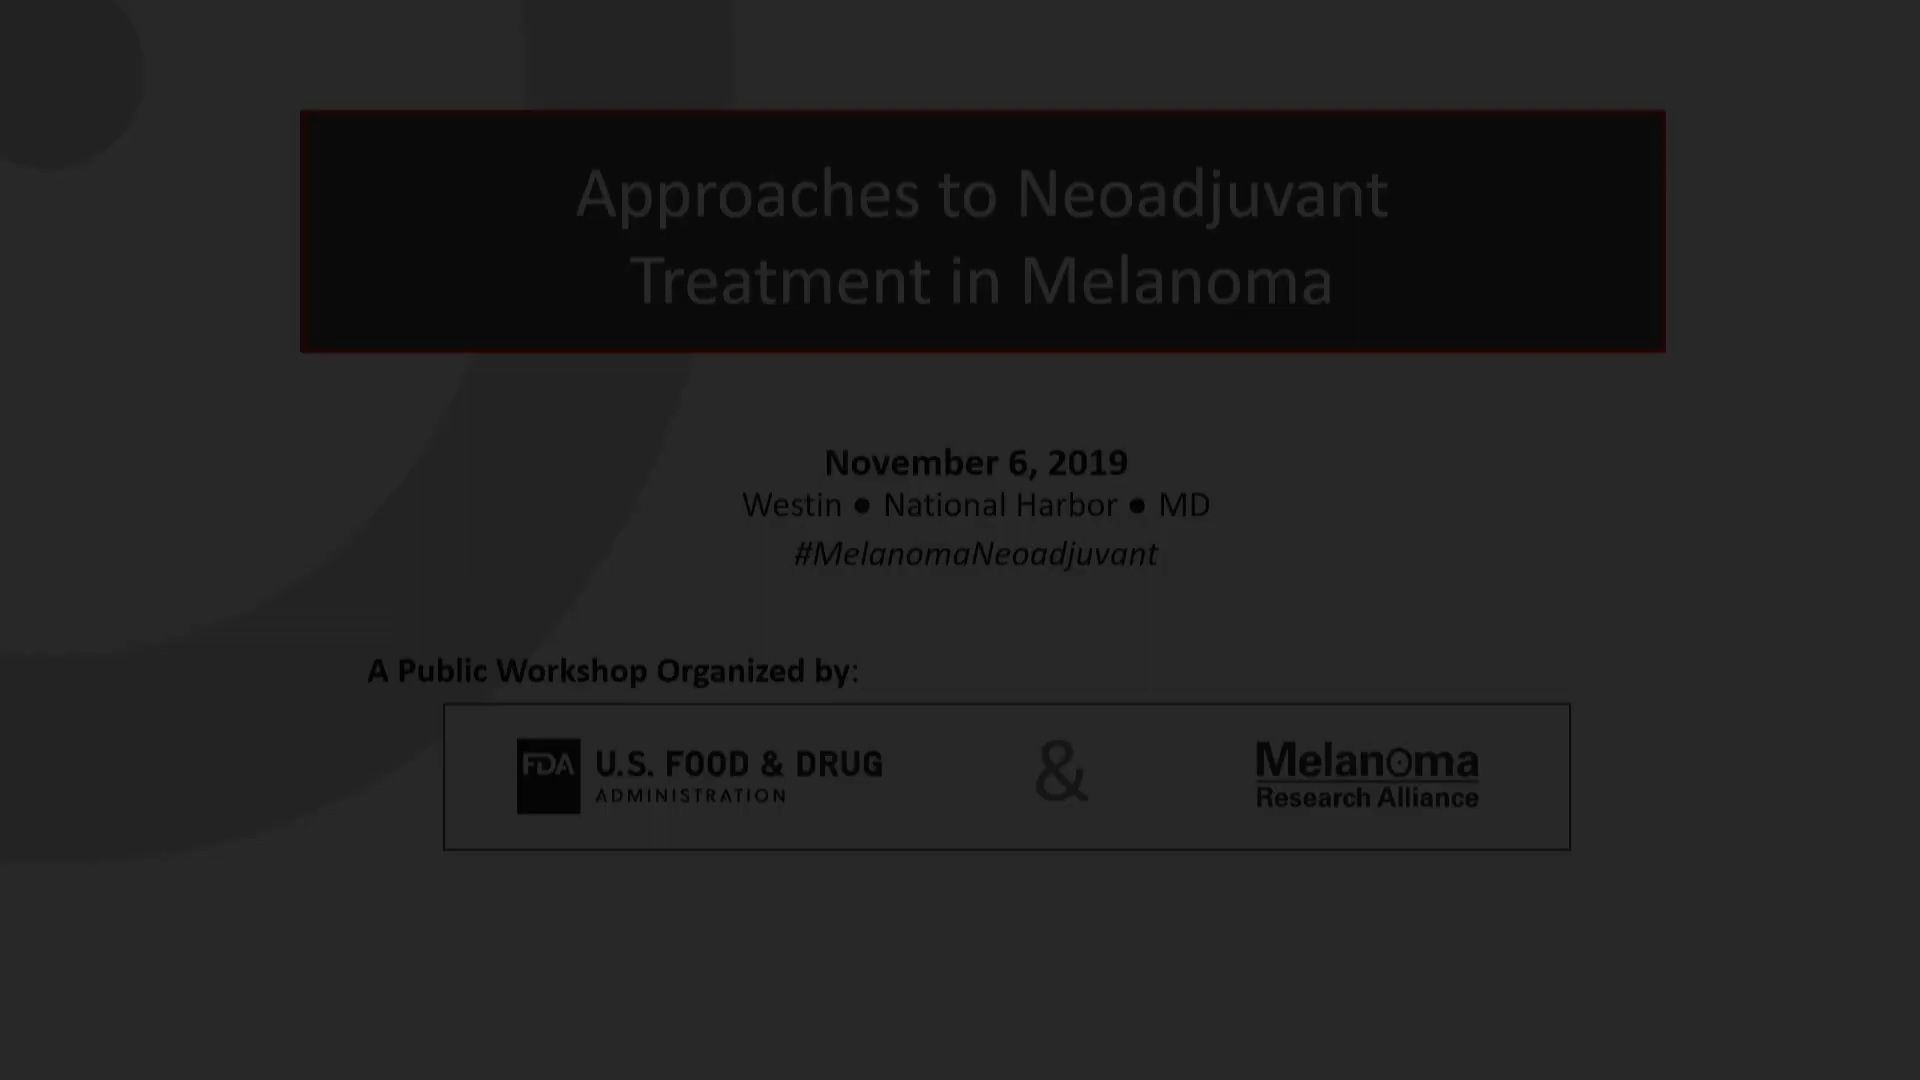 Approaches to Neoadjuvant
Treatment in Melanoma
November 6, 2019
Westin ● National Harbor ● MD
#MelanomaNeoadjuvant
A Public Workshop Organized by:
FDA U.S. FOOD & DRUG
ADMINISTRATION
&
Melanoma
Research Alliance